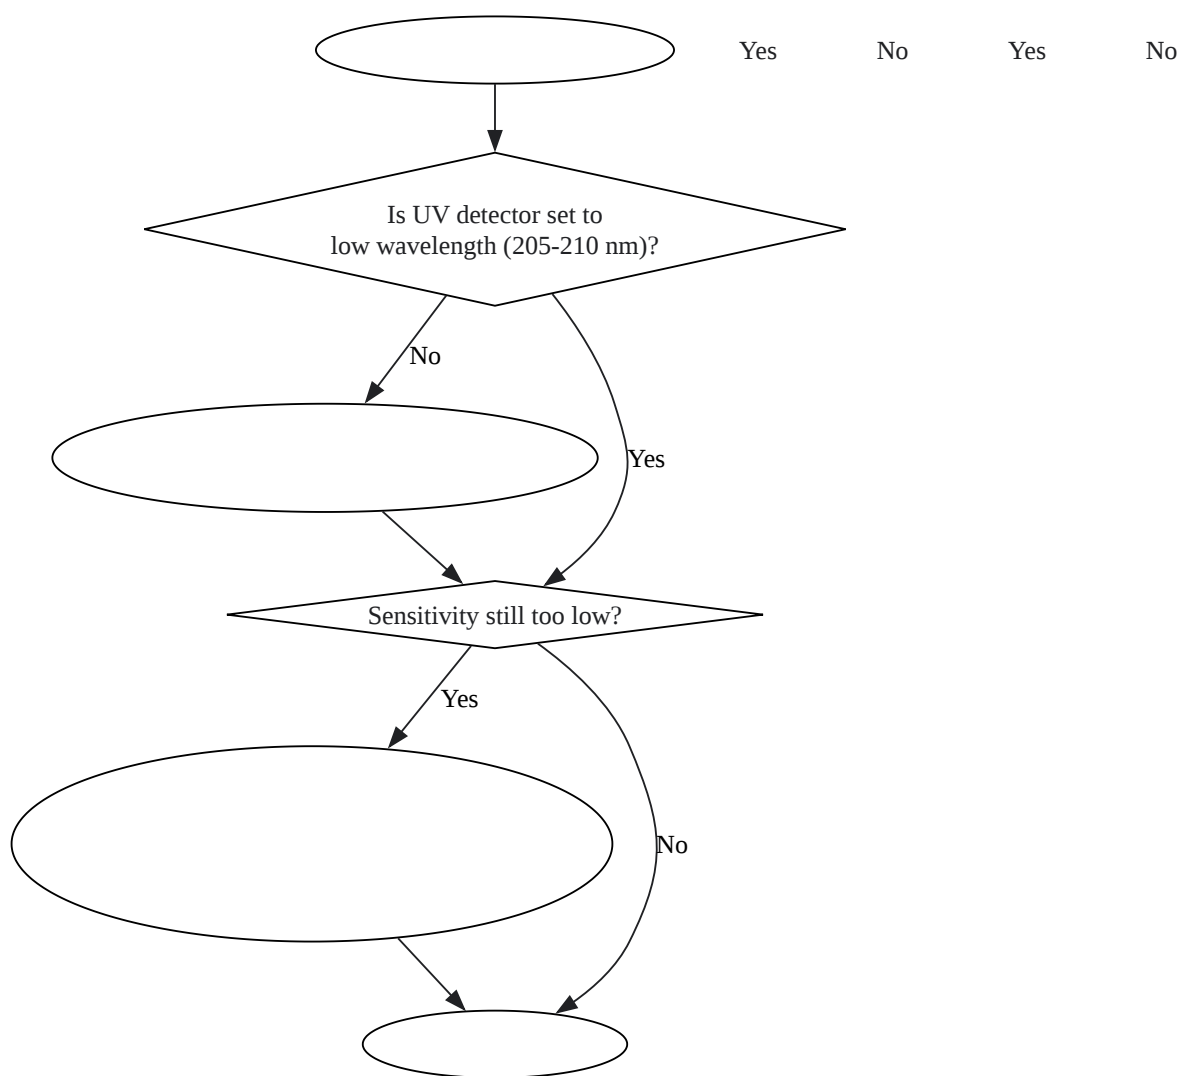 Yes
No
Yes
No
Is UV detector set to
low wavelength (205-210 nm)?
No
Yes
Sensitivity still too low?
Yes
No